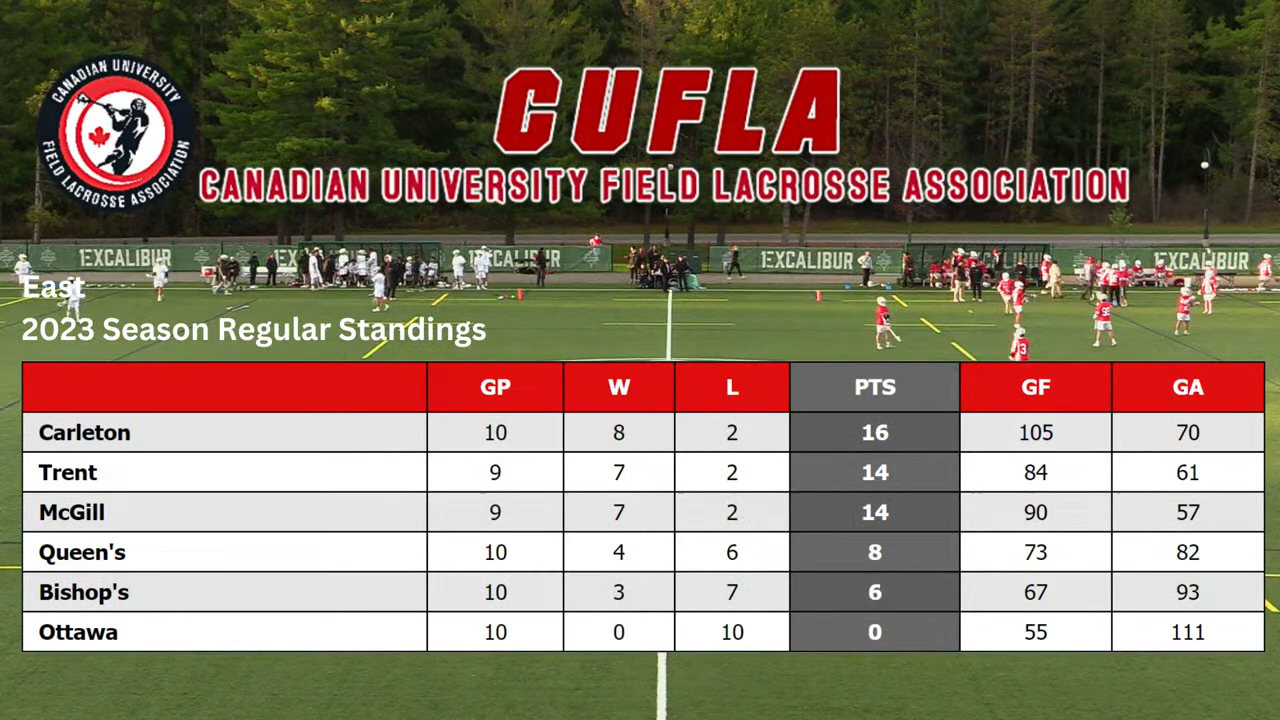 CANADIAN UNIVERSITY
FIELD LACROSSE ASSOCIATION
CUFLA
CANADIAN UNIVERSITY FIELD LACROSSE ASSOCIATION
EXCALIBUR EXCALIBUR EXCALIBUR EXCALIBUR
East
2023 Season Regular Standings
GP W L PTS GF GA
Carleton 10 8 2 16 105 70
Trent 9 7 2 14 84 61
McGill 9 7 2 14 90 57
Queen's 10 4 6 8 73 82
Bishop's 10 3 7 6 67 93
Ottawa 10 0 10 0 55 111